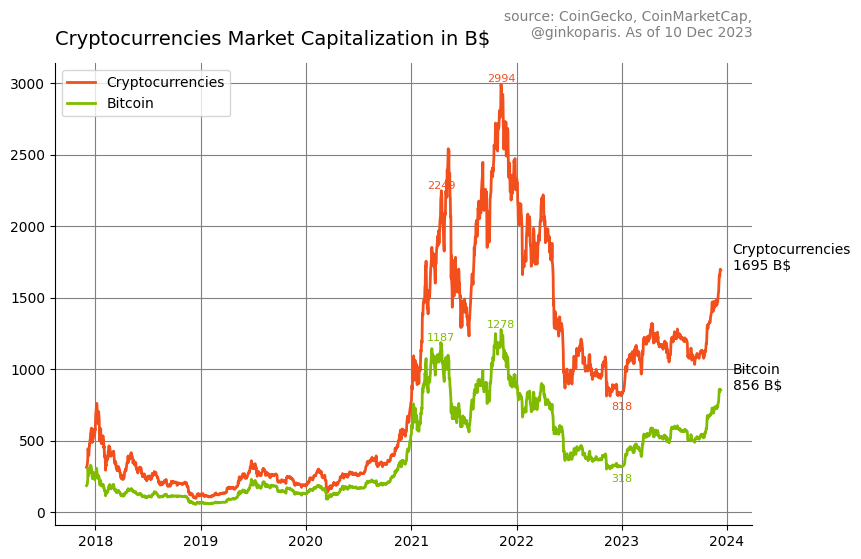 source: CoinGecko, CoinMarketCap,
@ginkoparis. As of 10 Dec 2023
Cryptocurrencies Market Capitalization in B$
Cryptocurrencies
Bitcoin
3000
2500
2000
1500
1000
500
0
2994
2249
1278
1187
818
318
Cryptocurrencies
1695 B$
Bitcoin
856 B$
2018 2019 2020 2021 2022 2023 2024